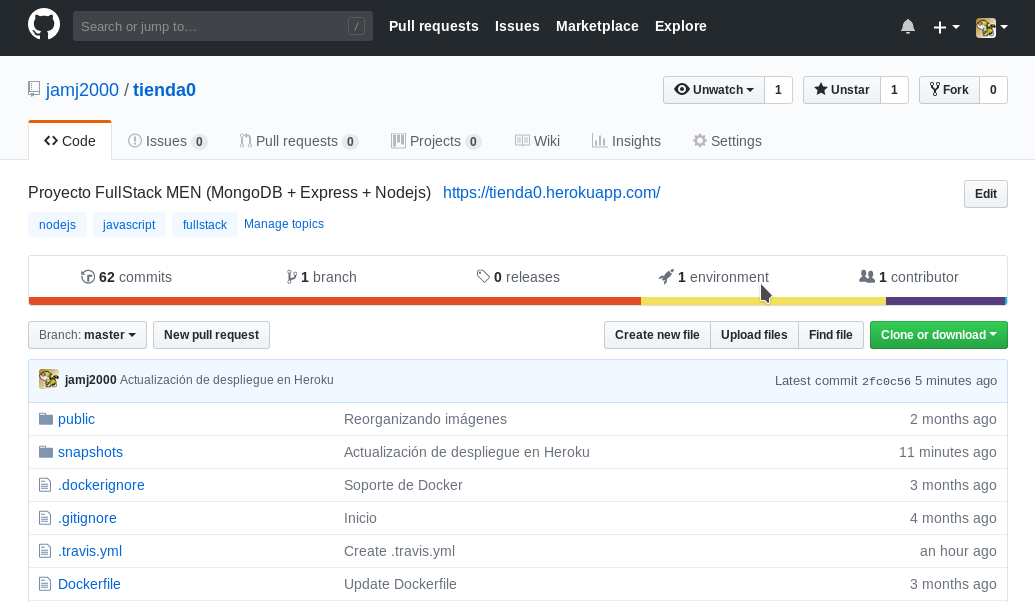 Search or jump to… / Pull requests Issues Marketplace Explore
jamj2000 / tienda0 Unwatch 1 Unstar 1 Fork 0
Code Issues 0 Pull requests 0 Projects 0 Wiki Insights Settings
Proyecto FullStack MEN (MongoDB + Express + Nodejs) https://tienda0.herokuapp.com/ Edit
nodejs javascript fullstack Manage topics
62 commits 1 branch 0 releases 1 environment 1 contributor
Branch: master New pull request Create new file Upload files Find file Clone or download
jamj2000 Actualización de despliegue en Heroku Latest commit 2fc0c56 5 minutes ago
public Reorganizando imágenes 2 months ago
snapshots Actualización de despliegue en Heroku 11 minutes ago
.dockerignore Soporte de Docker 3 months ago
.gitignore Inicio 4 months ago
.travis.yml Create .travis.yml an hour ago
Dockerfile Update Dockerfile 3 months ago